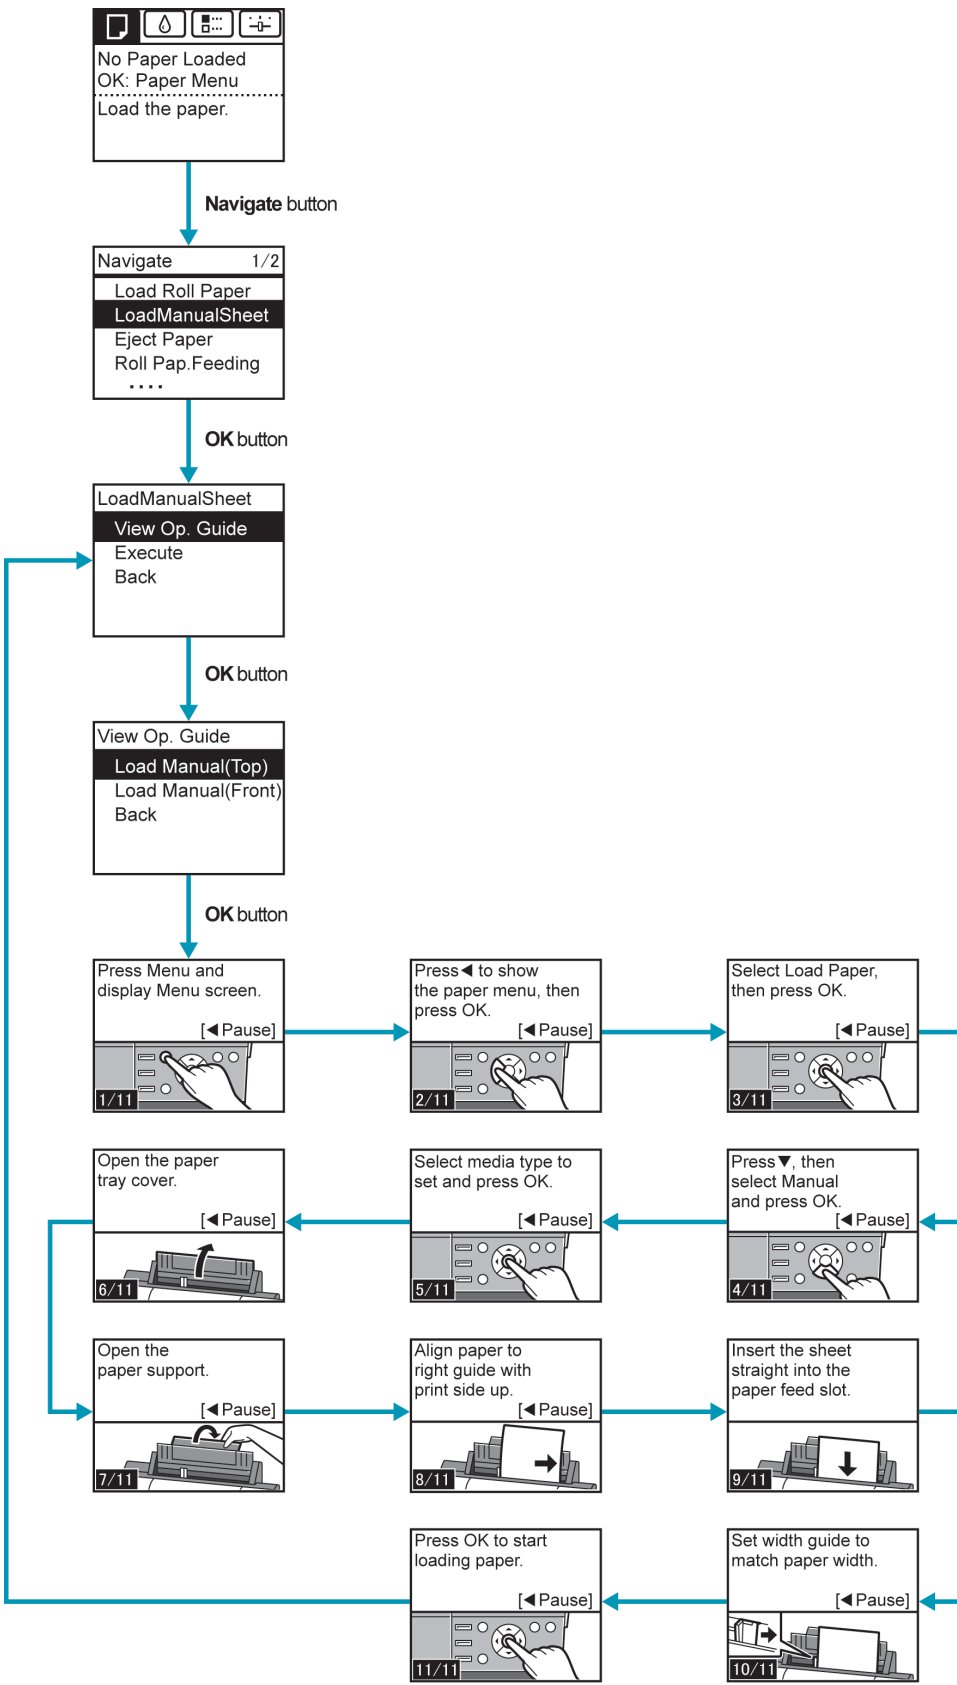 No Paper Loaded
OK: Paper Menu
Load the paper.
Navigate button
Navigate 1/2
Load Roll Paper
LoadManualSheet
Eject Paper
Roll Pap.Feeding
....
OK button
LoadManualSheet
View Op. Guide
Execute
Back
OK button
View Op. Guide
Load Manual(Top)
Load Manual(Front)
Back
OK button
Press Menu and
display Menu screen.
[◀Pause]
1/11
Press◀ to show
the paper menu, then
press OK.
[◀Pause]
2/11
Select Load Paper,
then press OK.
[◀Pause]
3/11
Press▼, then
select Manual
and press OK.
[◀Pause]
4/11
Select media type to
set and press OK.
[◀Pause]
5/11
Open the paper
tray cover.
[◀Pause]
6/11
Open the
paper support.
[◀Pause]
7/11
Align paper to
right guide with
print side up.
[◀Pause]
8/11
Insert the sheet
straight into the
paper feed slot.
9/11
Set width guide to
match paper width.
[◀Pause]
10/11
Press OK to start
loading paper.
[◀Pause]
11/11